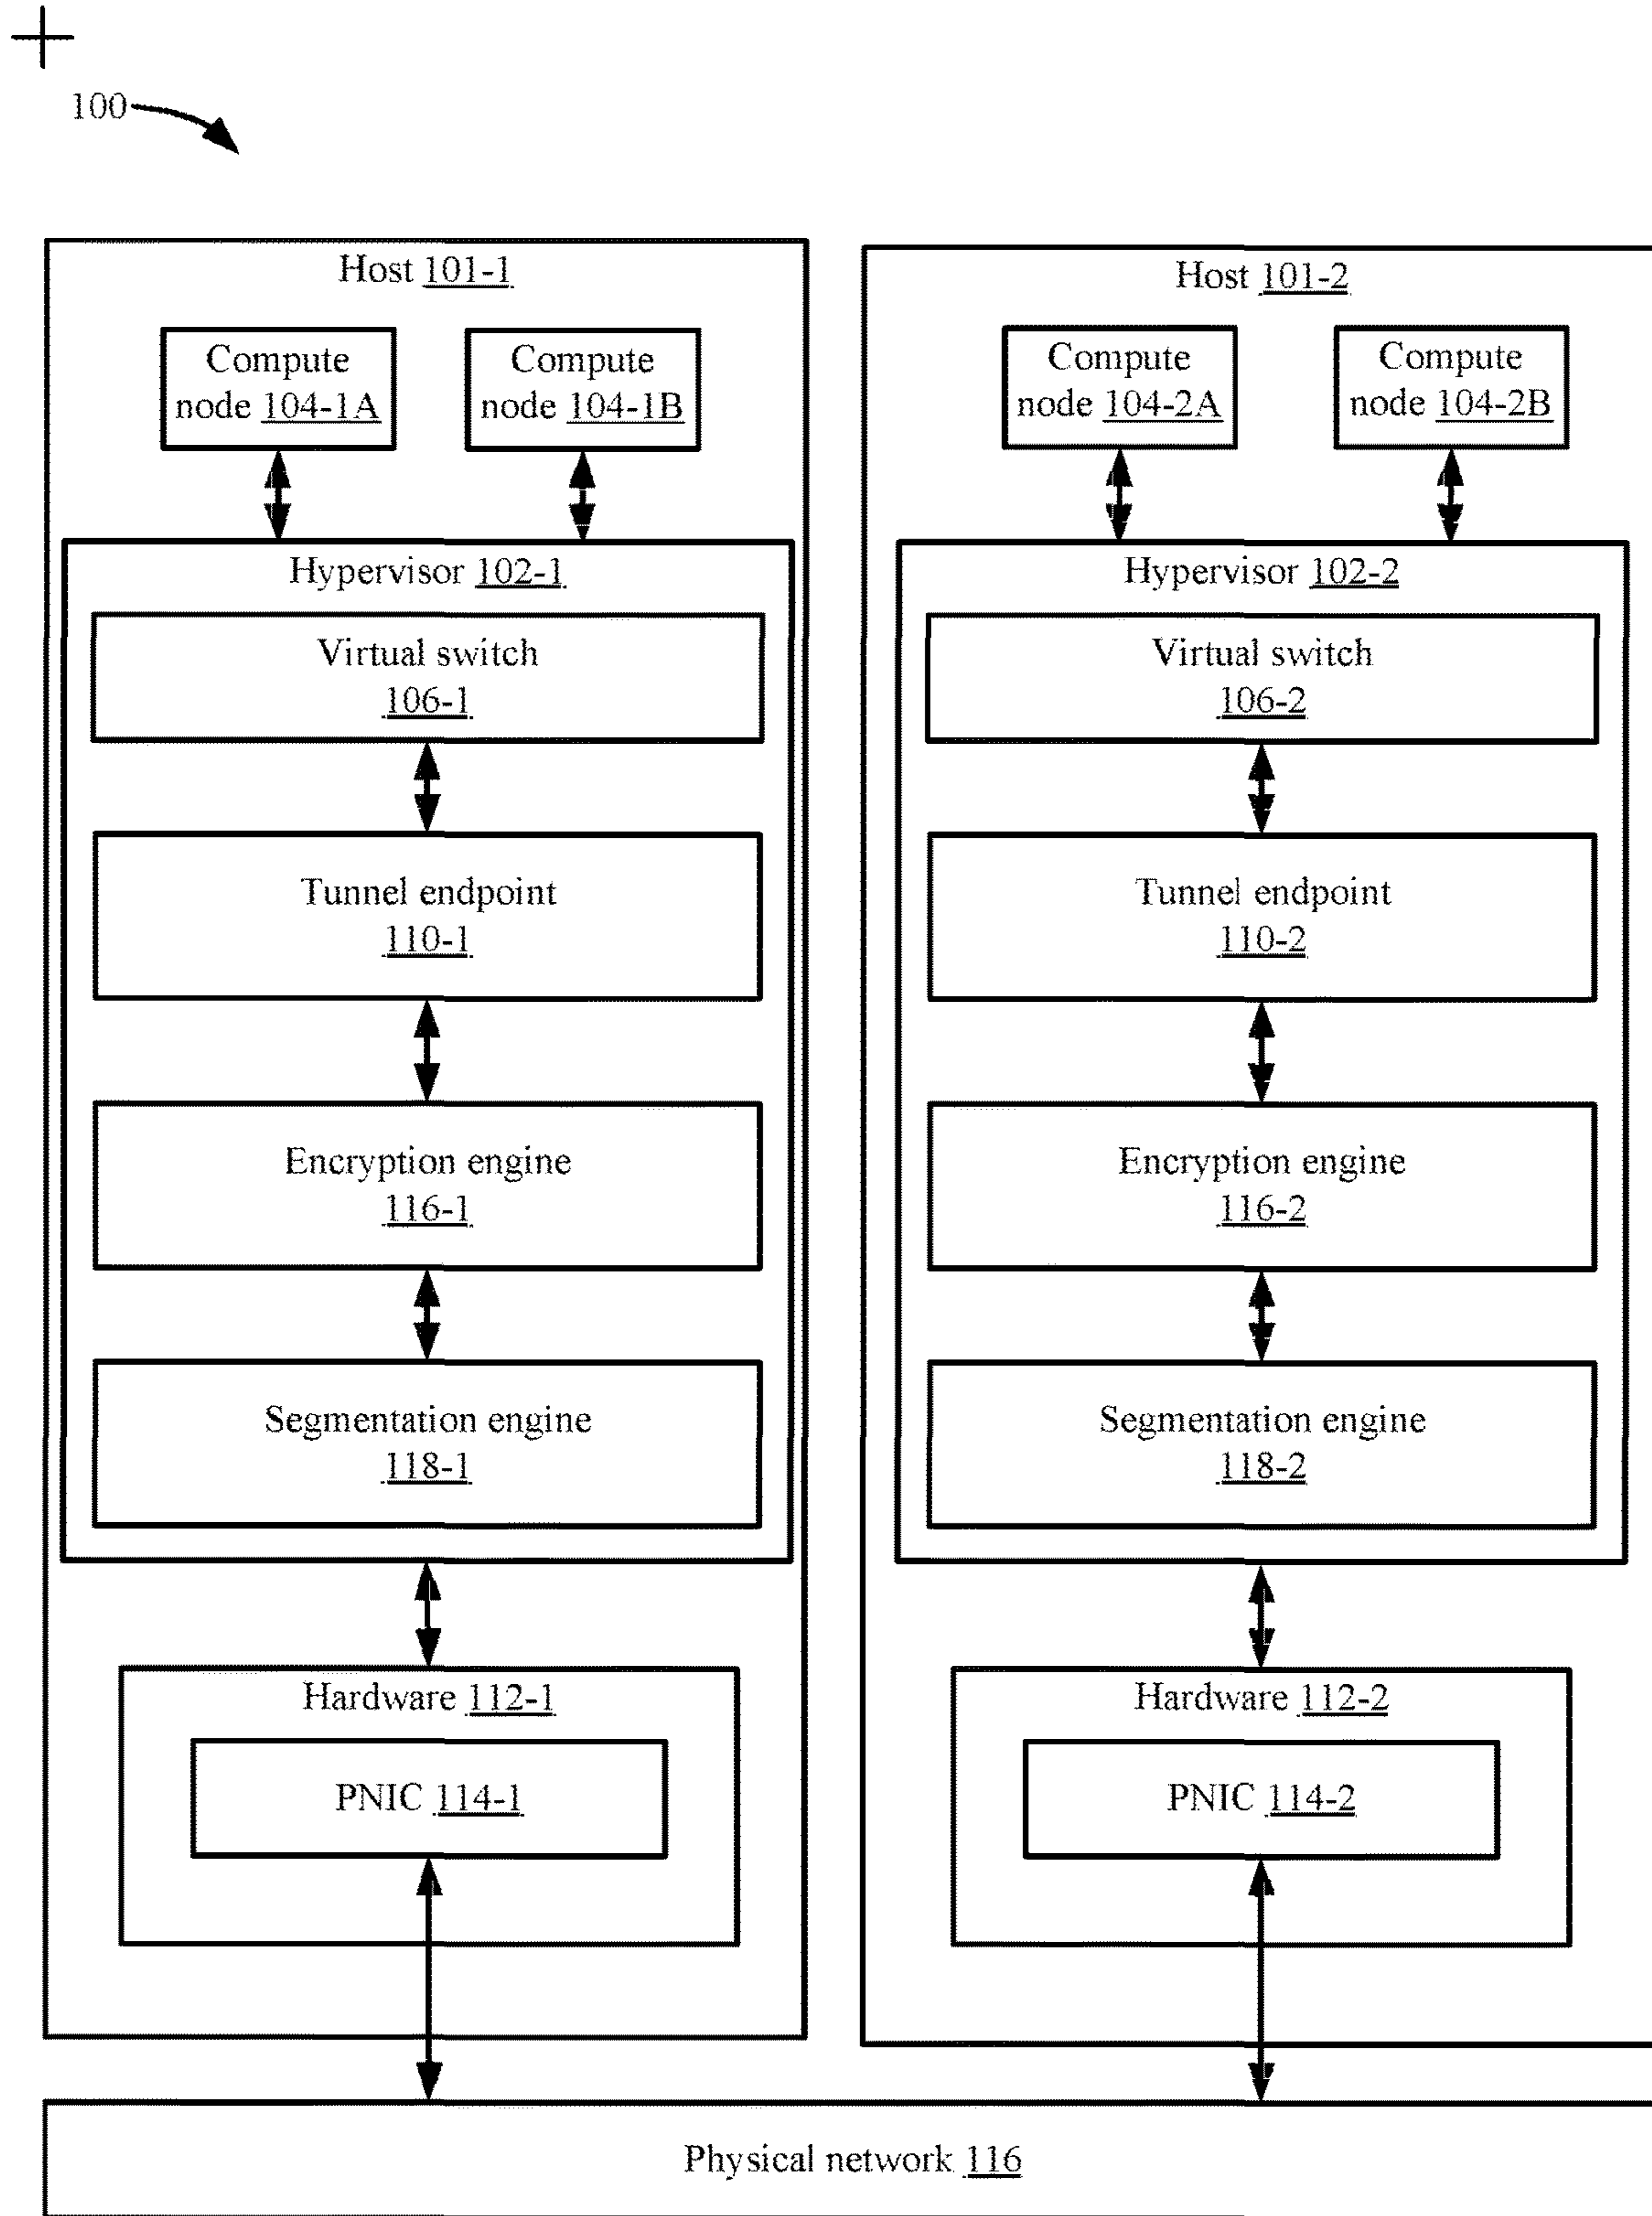 100
Host 101-1
Compute
node 104-1A
Compute
node 104-1B
Hypervisor 102-1
Virtual switch
106-1
Tunnel endpoint
110-1
Encryption engine
116-1
Segmentation engine
118-1
Hardware 112-1
PNIC 114-1
Host 101-2
Compute
node 104-2A
Compute
node 104-2B
Hypervisor 102-2
Virtual switch
106-2
Tunnel endpoint
110-2
Encryption engine
116-2
Segmentation engine
118-2
Hardware 112-2
PNIC 114-2
Physical network 116